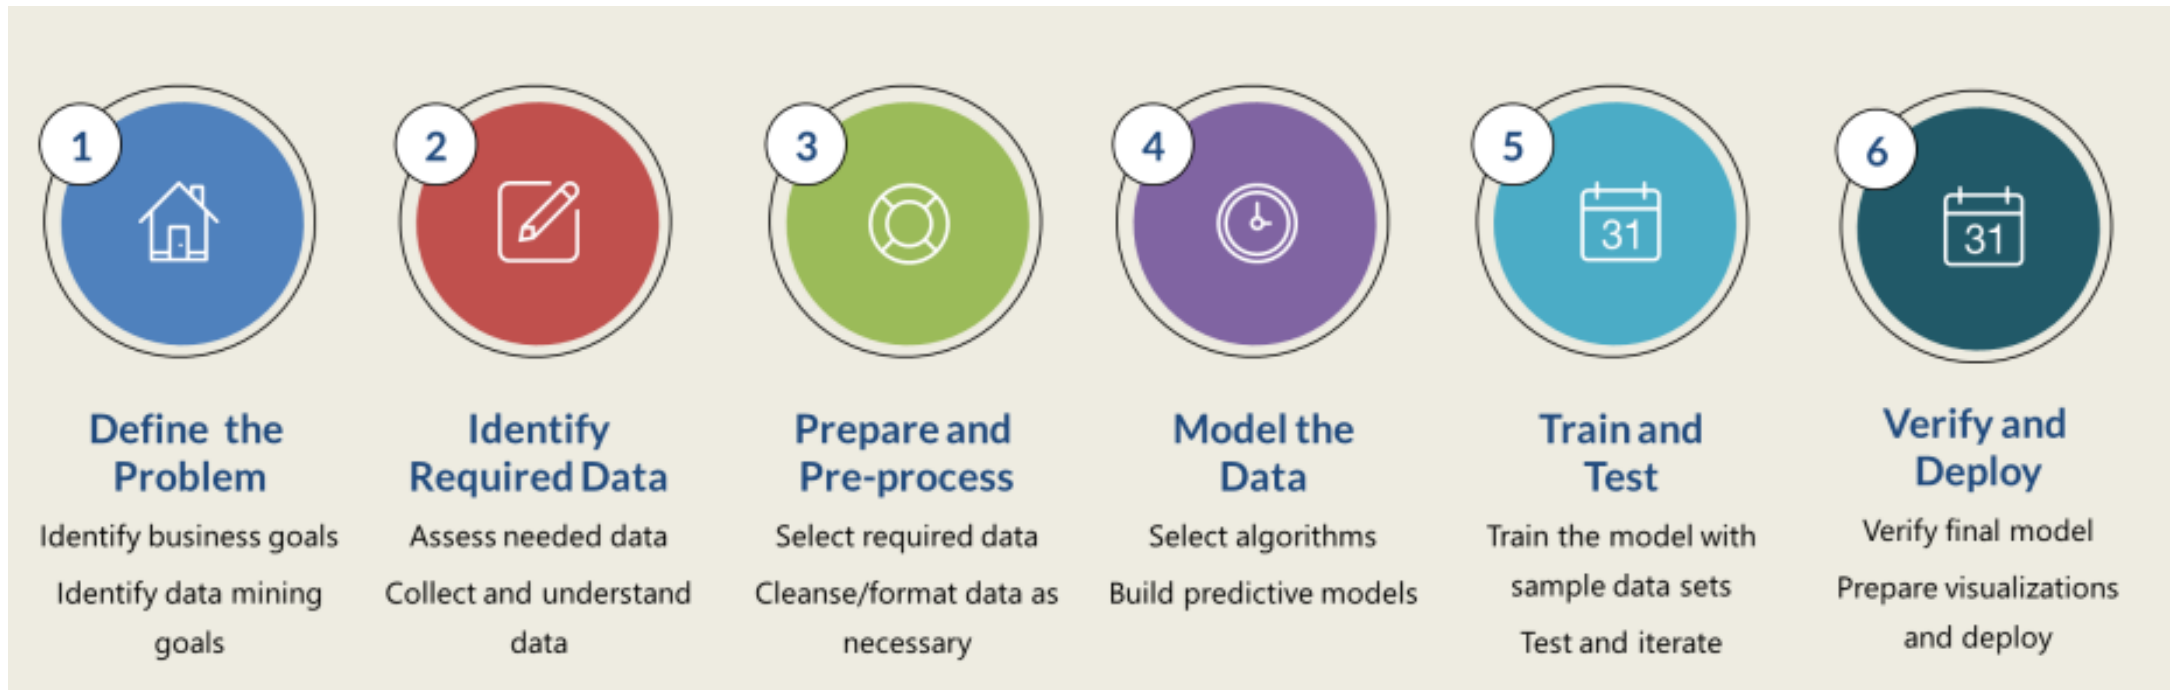 1
Define the
Problem
Identify business goals
Identify data mining
goals
2
Identify
Required Data
Assess needed data
Collect and understand
data
3
Prepare and
Pre-process
Select required data
Cleanse/format data as
necessary
4
Model the
Data
Select algorithms
Build predictive models
5
31
Train and
Test
Train the model with
sample data sets
Test and iterate
6
31
Verify and
Deploy
Verify final model
Prepare visualizations
and deploy